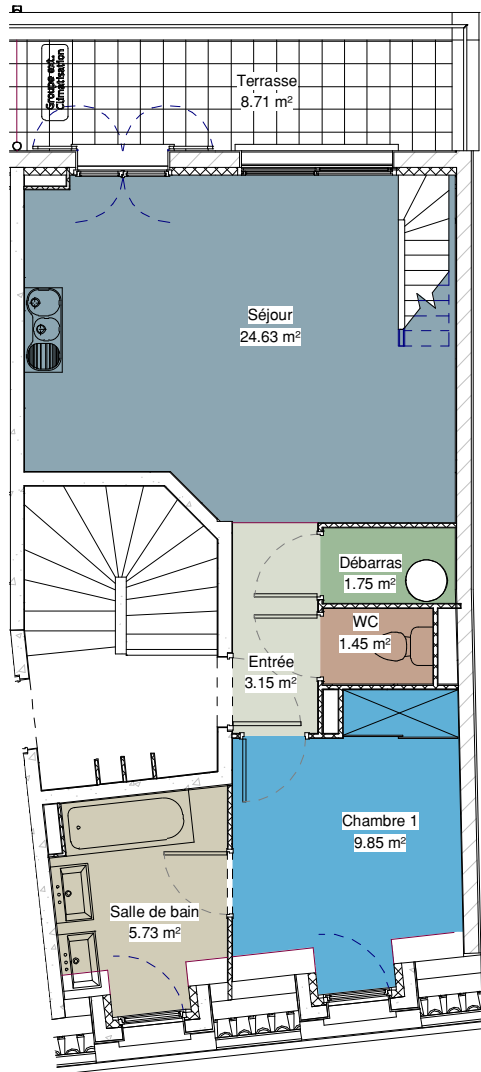 Groupe ext.
Climatisation
Terrasse
8.71 m²
Séjour
24.63 m²
Débarras
1.75 m²
WC
1.45 m²
Entrée
3.15 m²
Chambre 1
9.85 m²
Salle de bain
5.73 m²